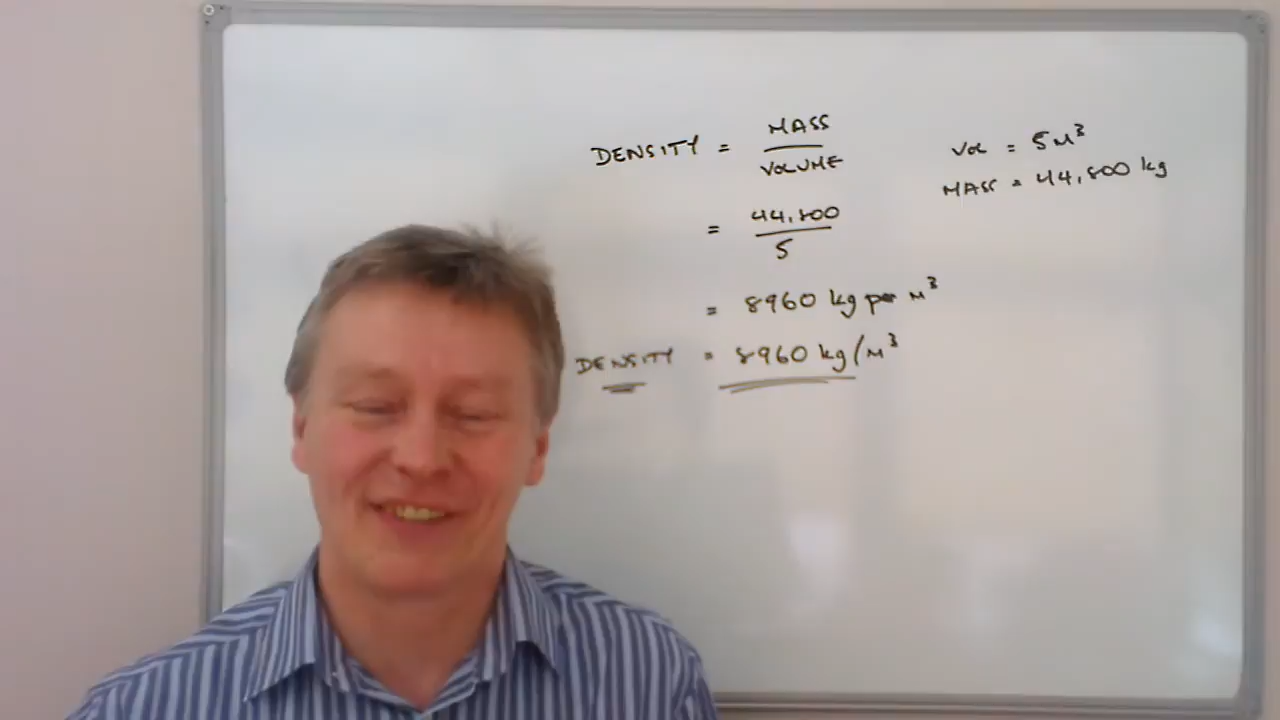 DENSITY = MASS / VOLUME
= 44,800 / 5
= 8960 kg per M³
DENSITY = 8960 kg/M³
VOL = 5M³
MASS = 44,800 kg